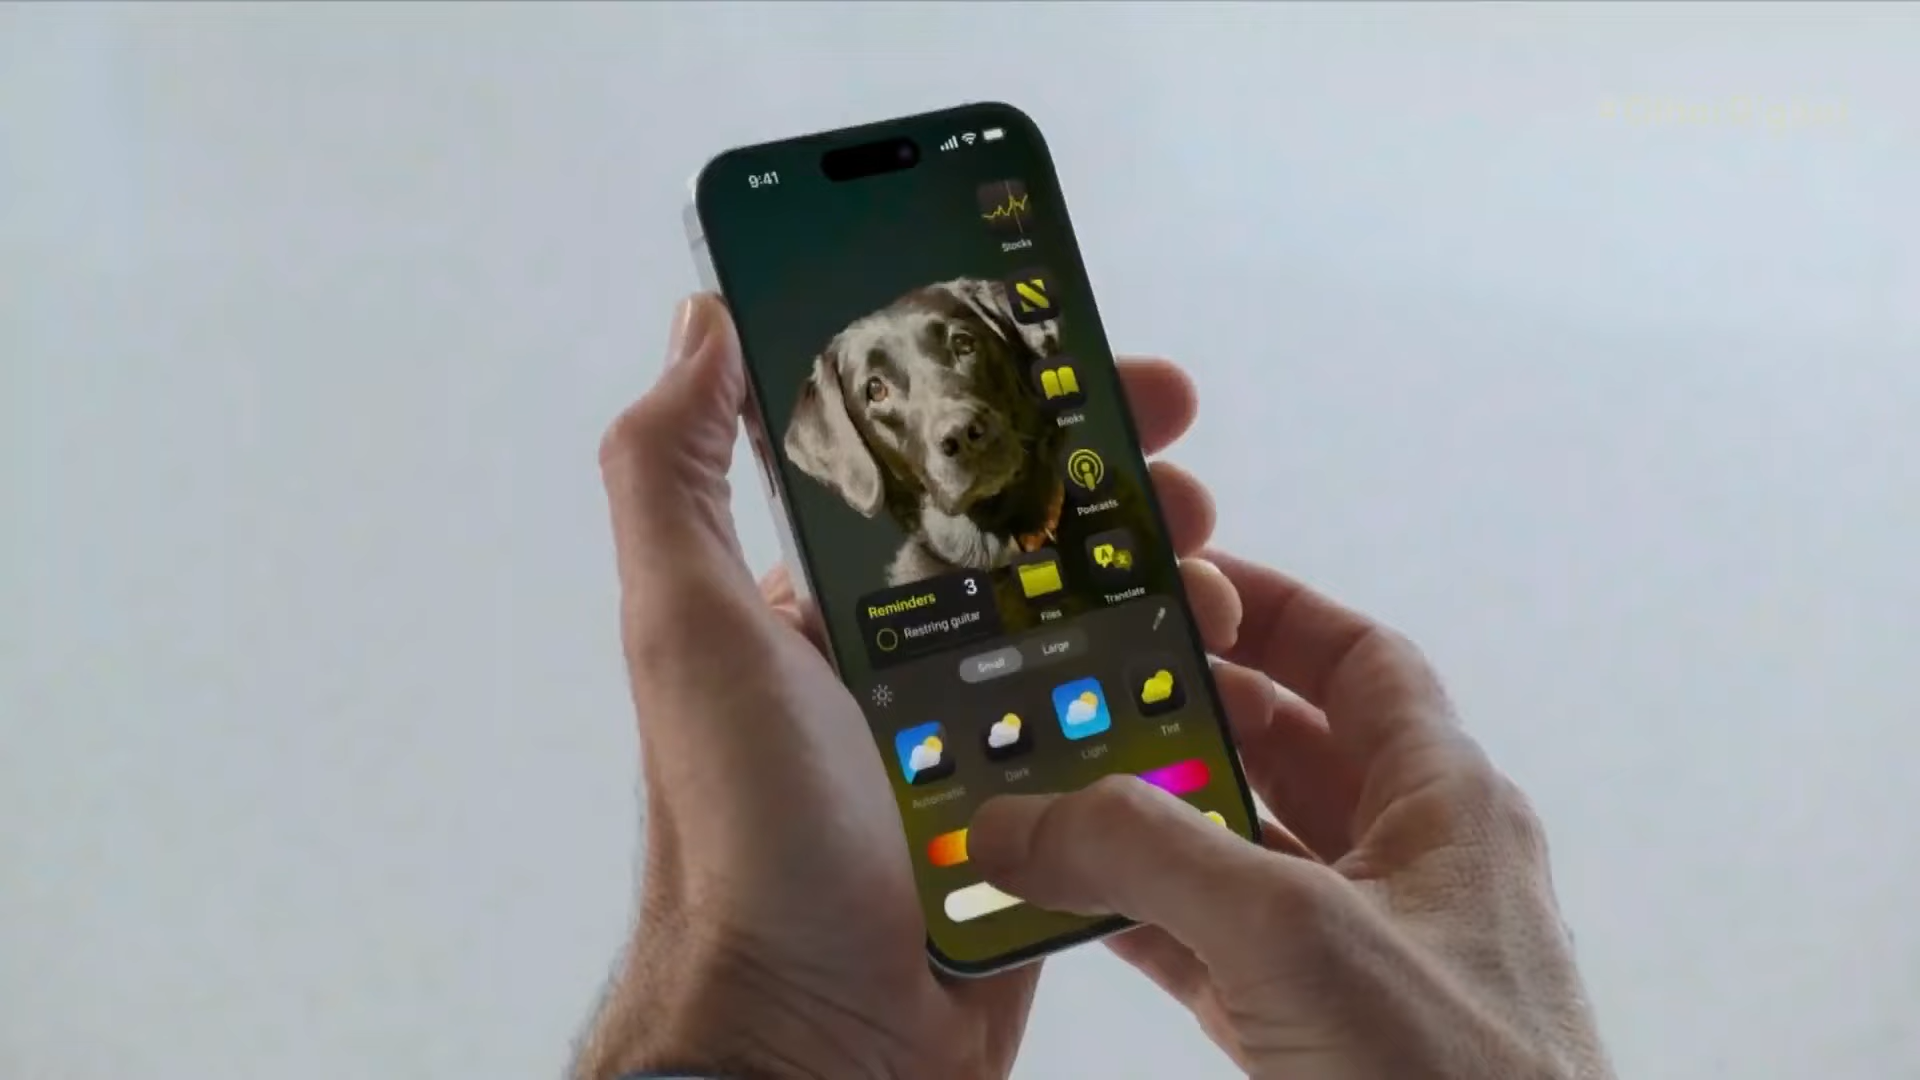 9:41
Stocks
Books
Podcasts
Translate
Files
Reminders 3
Restring guitar
Small Large
Automatic Dark Light Tint